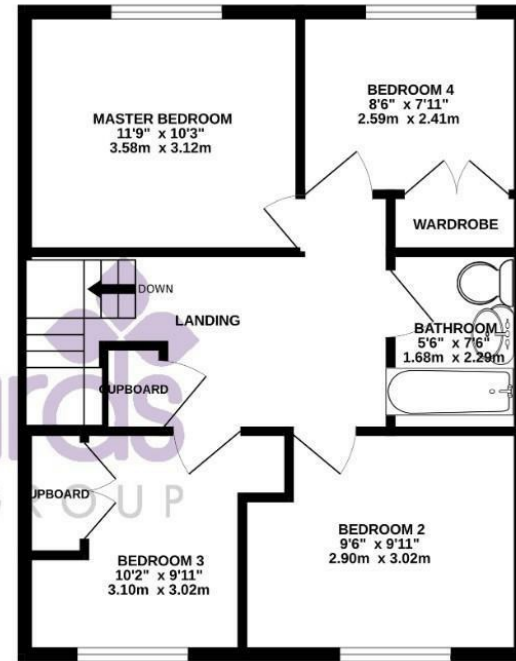 MASTER BEDROOM
11'9" x 10'3"
3.58m x 3.12m
BEDROOM 4
8'6" x 7'11"
2.59m x 2.41m
WARDROBE
DOWN
LANDING
BATHROOM
5'6" x 7'6"
1.68m x 2.29m
CUPBOARD
ards
GROUP
UPBOARD
BEDROOM 3
10'2" x 9'11"
3.10m x 3.02m
BEDROOM 2
9'6" x 9'11"
2.90m x 3.02m